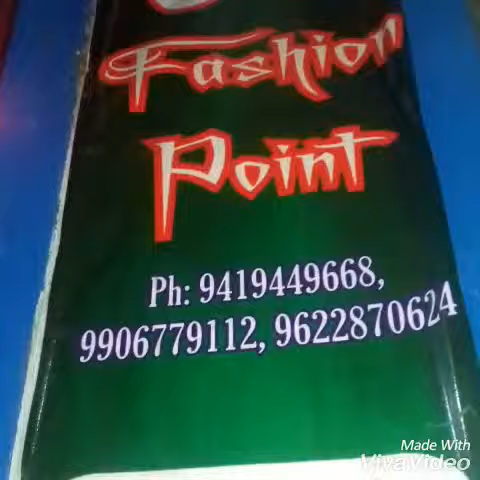 Fashion
Point
Ph: 9419449668,
9906779112, 9622870624
Made With
VivaVideo